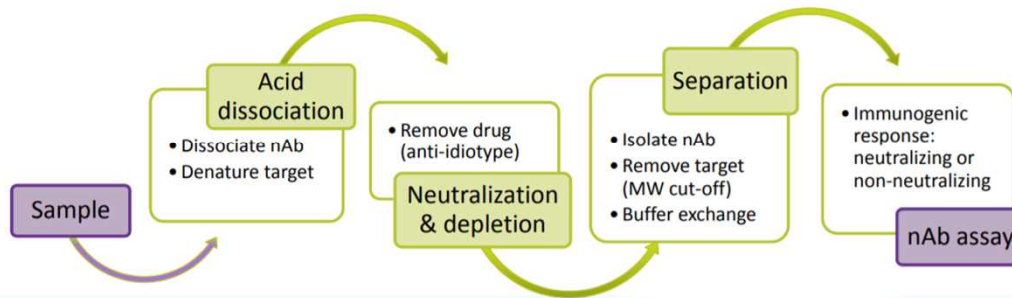 Sample
Acid
dissociation
• Dissociate nAb
• Denature target
• Remove drug
(anti-idiotype)
Neutralization
& depletion
Separation
• Isolate nAb
• Remove target
(MW cut-off)
• Buffer exchange
• Immunogenic
response:
neutralizing or
non-neutralizing
nAb assay